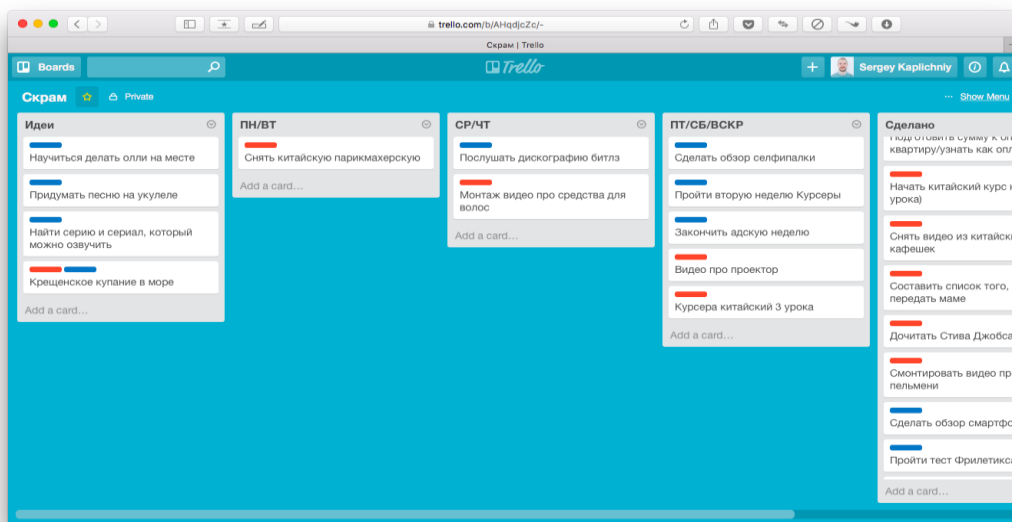 trello.com/b/AHqdjcZc/-
Скрам | Trello
Boards
Trello
Sergey Kaplichniy
Скрам
Private
Show Menu
Идеи
Научиться делать олли на месте
Придумать песню на укулеле
Найти серию и сериал, который
можно озвучить
Крещенское купание в море
Add a card...
ПН/ВТ
Снять китайскую парикмахерскую
Add a card...
СР/ЧТ
Послушать дискографию битлз
Монтаж видео про средства для
волос
Add a card...
ПТ/СБ/ВСКР
Сделать обзор селфипалки
Пройти вторую неделю Курсеры
Закончить адскую неделю
Видео про проектор
Курсера китайский 3 урока
Add a card...
Сделано
Подготовить сумму к
квартиру/узнать как
Начать китайский курс
урока)
Снять видео из
кафешек
Составить список того,
передать маме
Дочитать Стива Джобса
Смонтировать видео
пельмени
Сделать обзор
Пройти тест
Add a card...